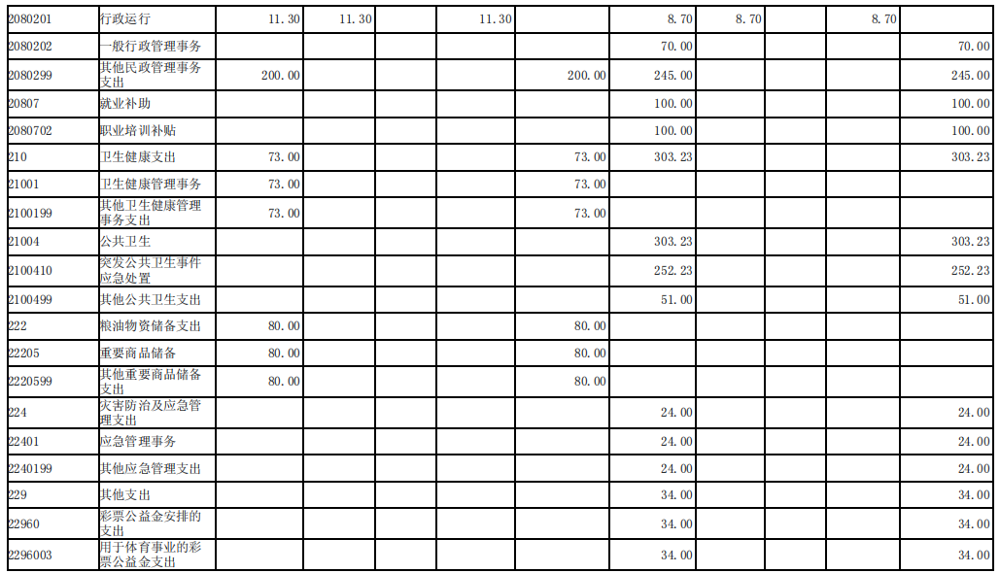 2080201 行政运行 11.30 11.30 11.30 8.70 8.70 8.70
2080202 一般行政管理事务 70.00 70.00
2080299 其他民政管理事务
支出 200.00 200.00 245.00 245.00
20807 就业补助 100.00 100.00
2080702 职业培训补贴 100.00 100.00
210 卫生健康支出 73.00 73.00 303.23 303.23
21001 卫生健康管理事务 73.00 73.00
2100199 其他卫生健康管理
事务支出 73.00 73.00
21004 公共卫生 303.23 303.23
2100410 突发公共卫生事件
应急处置 252.23 252.23
2100499 其他公共卫生支出 51.00 51.00
222 粮油物资储备支出 80.00 80.00
22205 重要商品储备 80.00 80.00
2220599 其他重要商品储备
支出 80.00 80.00
224 灾害防治及应急管
理支出 24.00 24.00
22401 应急管理事务 24.00 24.00
2240199 其他应急管理支出 24.00 24.00
229 其他支出 34.00 34.00
22960 彩票公益金安排的
支出 34.00 34.00
2296003 用于体育事业的彩
票公益金支出 34.00 34.00